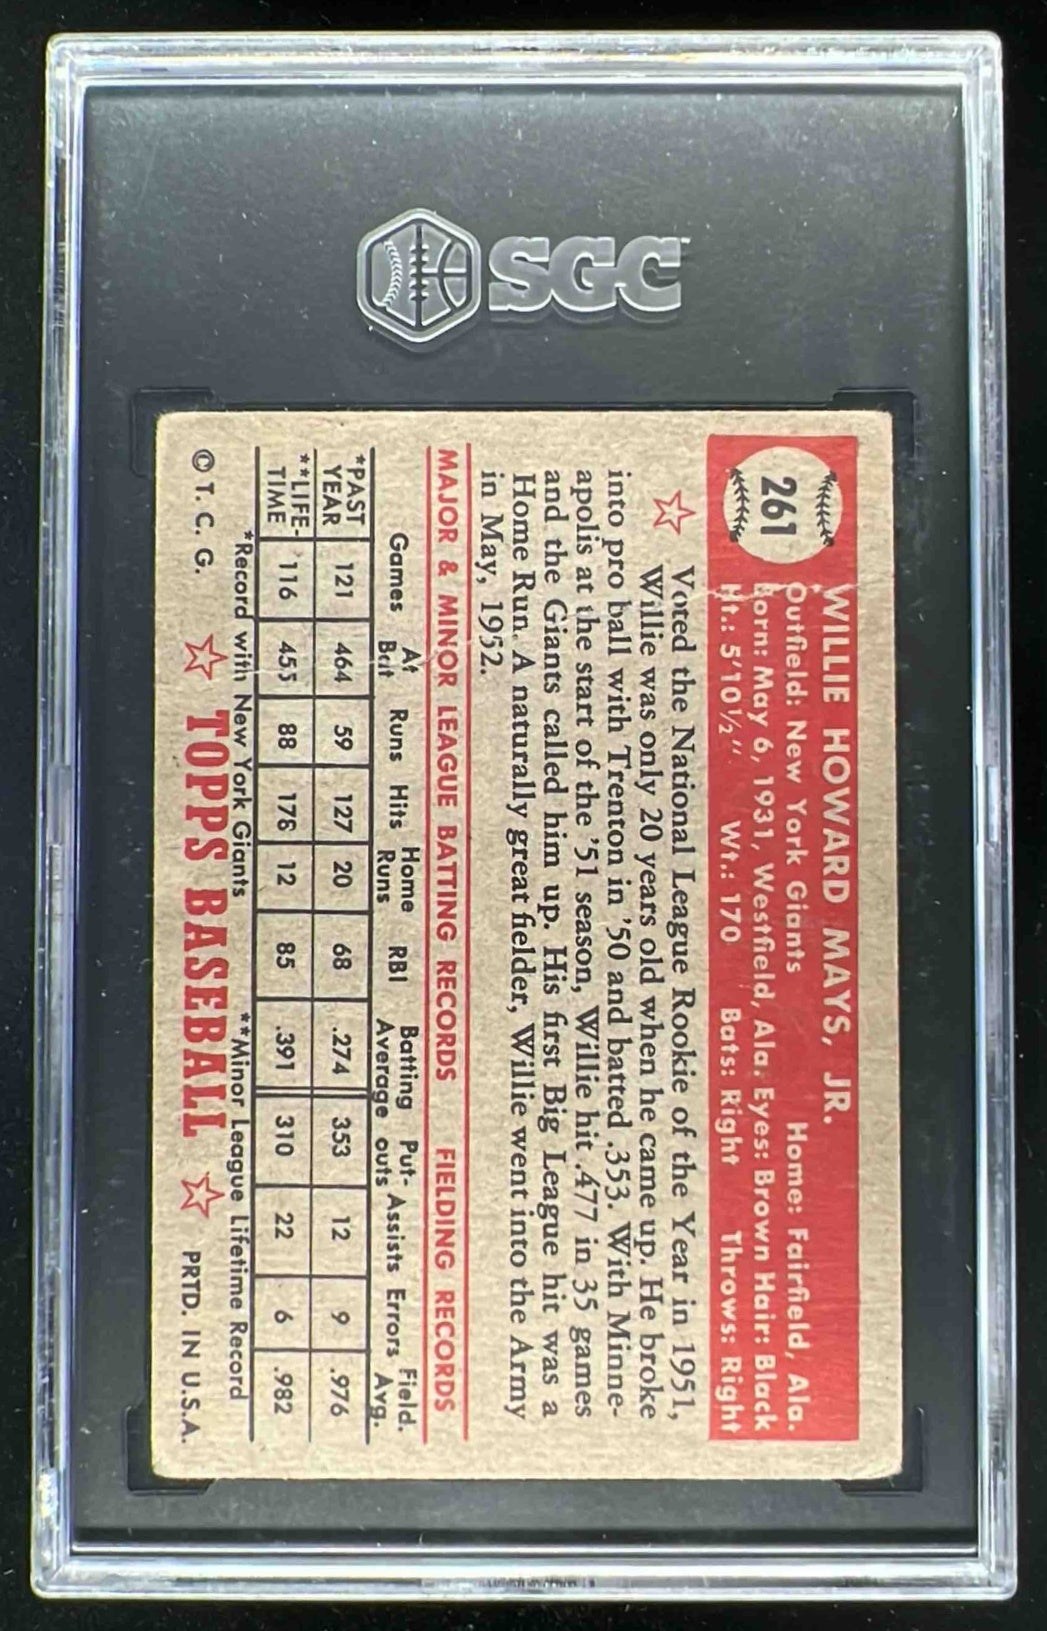 SGC
261
WILLIE HOWARD MAYS, JR.
Outfield: New York Giants Home: Fairfield, Ala.
Born: May 6, 1931, Westfield, Ala. Eyes: Brown Hair: Black
Ht.: 5'10½" Wt.: 170 Bats: Right Throws: Right
Voted the National League Rookie of the Year in 1951,
Willie was only 20 years old when he came up. He broke
into pro ball with Trenton in '50 and batted .353. With Minne-
apolis at the start of the '51 season, Willie hit .477 in 35 games
and the Giants called him up. His first Big League hit was a
Home Run. A naturally great fielder, Willie went into the Army
in May, 1952.
MAJOR & MINOR LEAGUE BATTING RECORDS FIELDING RECORDS
Games At Bat Runs Hits Home Runs RBI Batting Average Put-outs Assists Errors Field. Avg.
*PAST YEAR 121 464 59 127 20 68 .274 353 12 9 .976
**LIFE-TIME 116 455 88 178 12 85 .391 310 22 6 .982
*Record with New York Giants **Minor League Lifetime Record
© T. C. G. TOPPS BASEBALL PRTD. IN U.S.A.